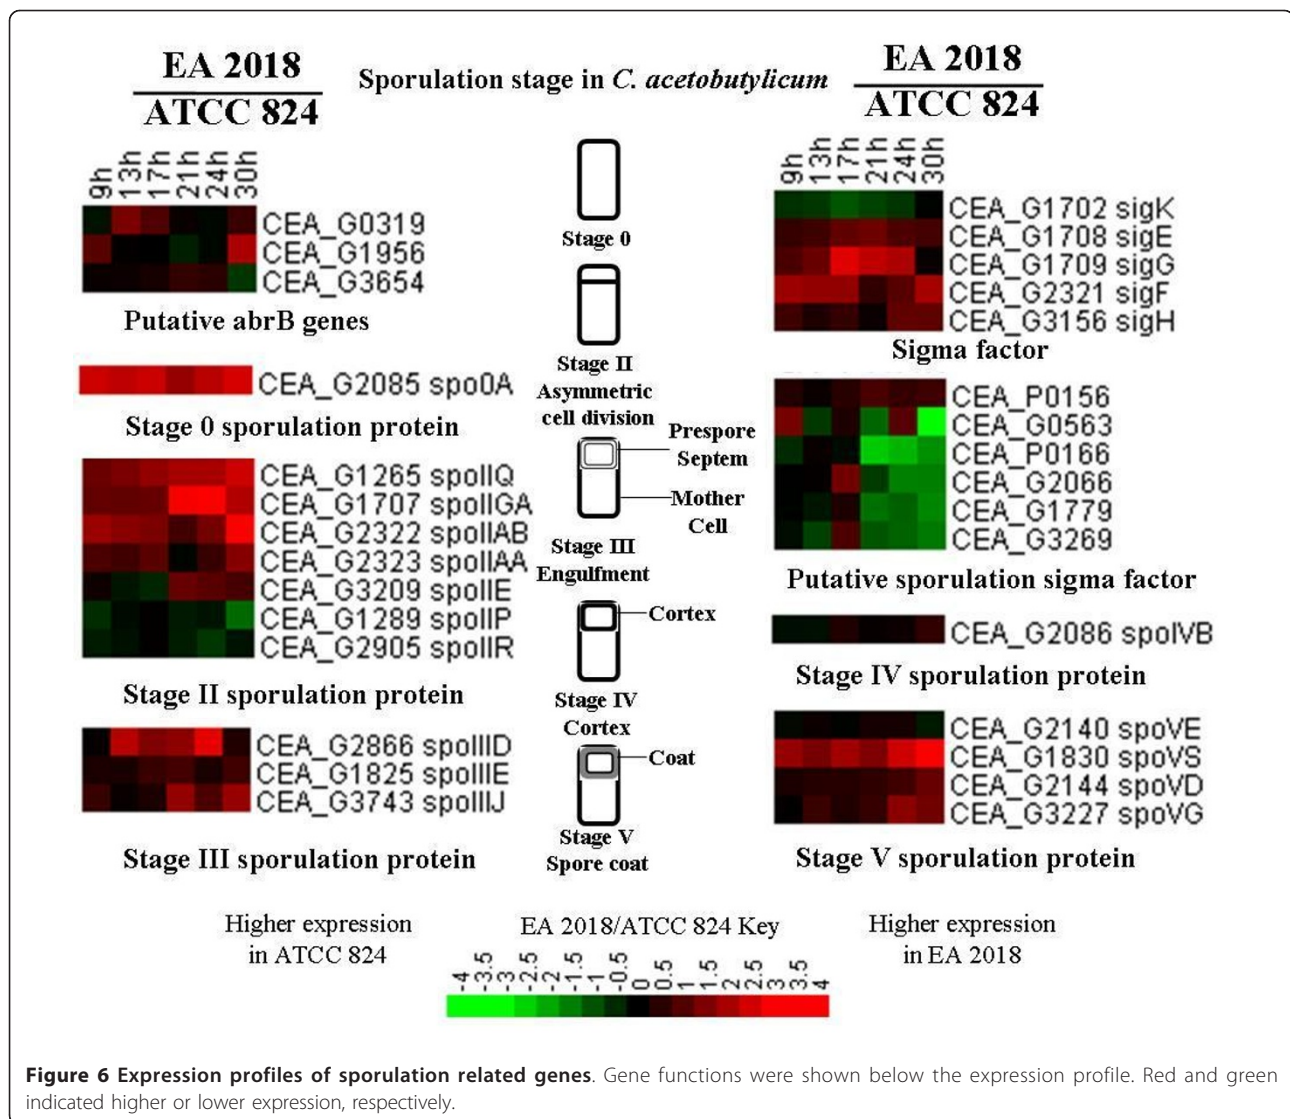 EA 2018
ATCC 824
Sporulation stage in C. acetobutylicum
EA 2018
ATCC 824
9h
13h
17h
21h
24h
30h
CEA_G0319
CEA_G1956
CEA_G3654
Putative abrB genes
CEA_G2085 spo0A
Stage 0 sporulation protein
CEA_G1265 spoIIQ
CEA_G1707 spoIIGA
CEA_G2322 spoIIAB
CEA_G2323 spoIIAA
CEA_G3209 spoIIE
CEA_G1289 spoIIP
CEA_G2905 spoIIR
Stage II sporulation protein
CEA_G2866 spoIIID
CEA_G1825 spoIIIE
CEA_G3743 spoIIIJ
Stage III sporulation protein
Stage 0
Stage II
Asymmetric
cell division
Prespore
Septem
Mother
Cell
Stage III
Engulfment
Cortex
Stage IV
Cortex
Coat
Stage V
Spore coat
9h
13h
17h
21h
24h
30h
CEA_G1702 sigK
CEA_G1708 sigE
CEA_G1709 sigG
CEA_G2321 sigF
CEA_G3156 sigH
Sigma factor
CEA_P0156
CEA_G0563
CEA_P0166
CEA_G2066
CEA_G1779
CEA_G3269
Putative sporulation sigma factor
CEA_G2086 spoIVB
Stage IV sporulation protein
CEA_G2140 spoVE
CEA_G1830 spoVS
CEA_G2144 spoVD
CEA_G3227 spoVG
Stage V sporulation protein
Higher expression
in ATCC 824
EA 2018/ATCC 824 Key
Higher expression
in EA 2018
-4
-3.5
-3
-2.5
-2
-1.5
-1
-0.5
0
0.5
1
1.5
2
2.5
3
3.5
4
Figure 6 Expression profiles of sporulation related genes. Gene functions were shown below the expression profile. Red and green
indicated higher or lower expression, respectively.